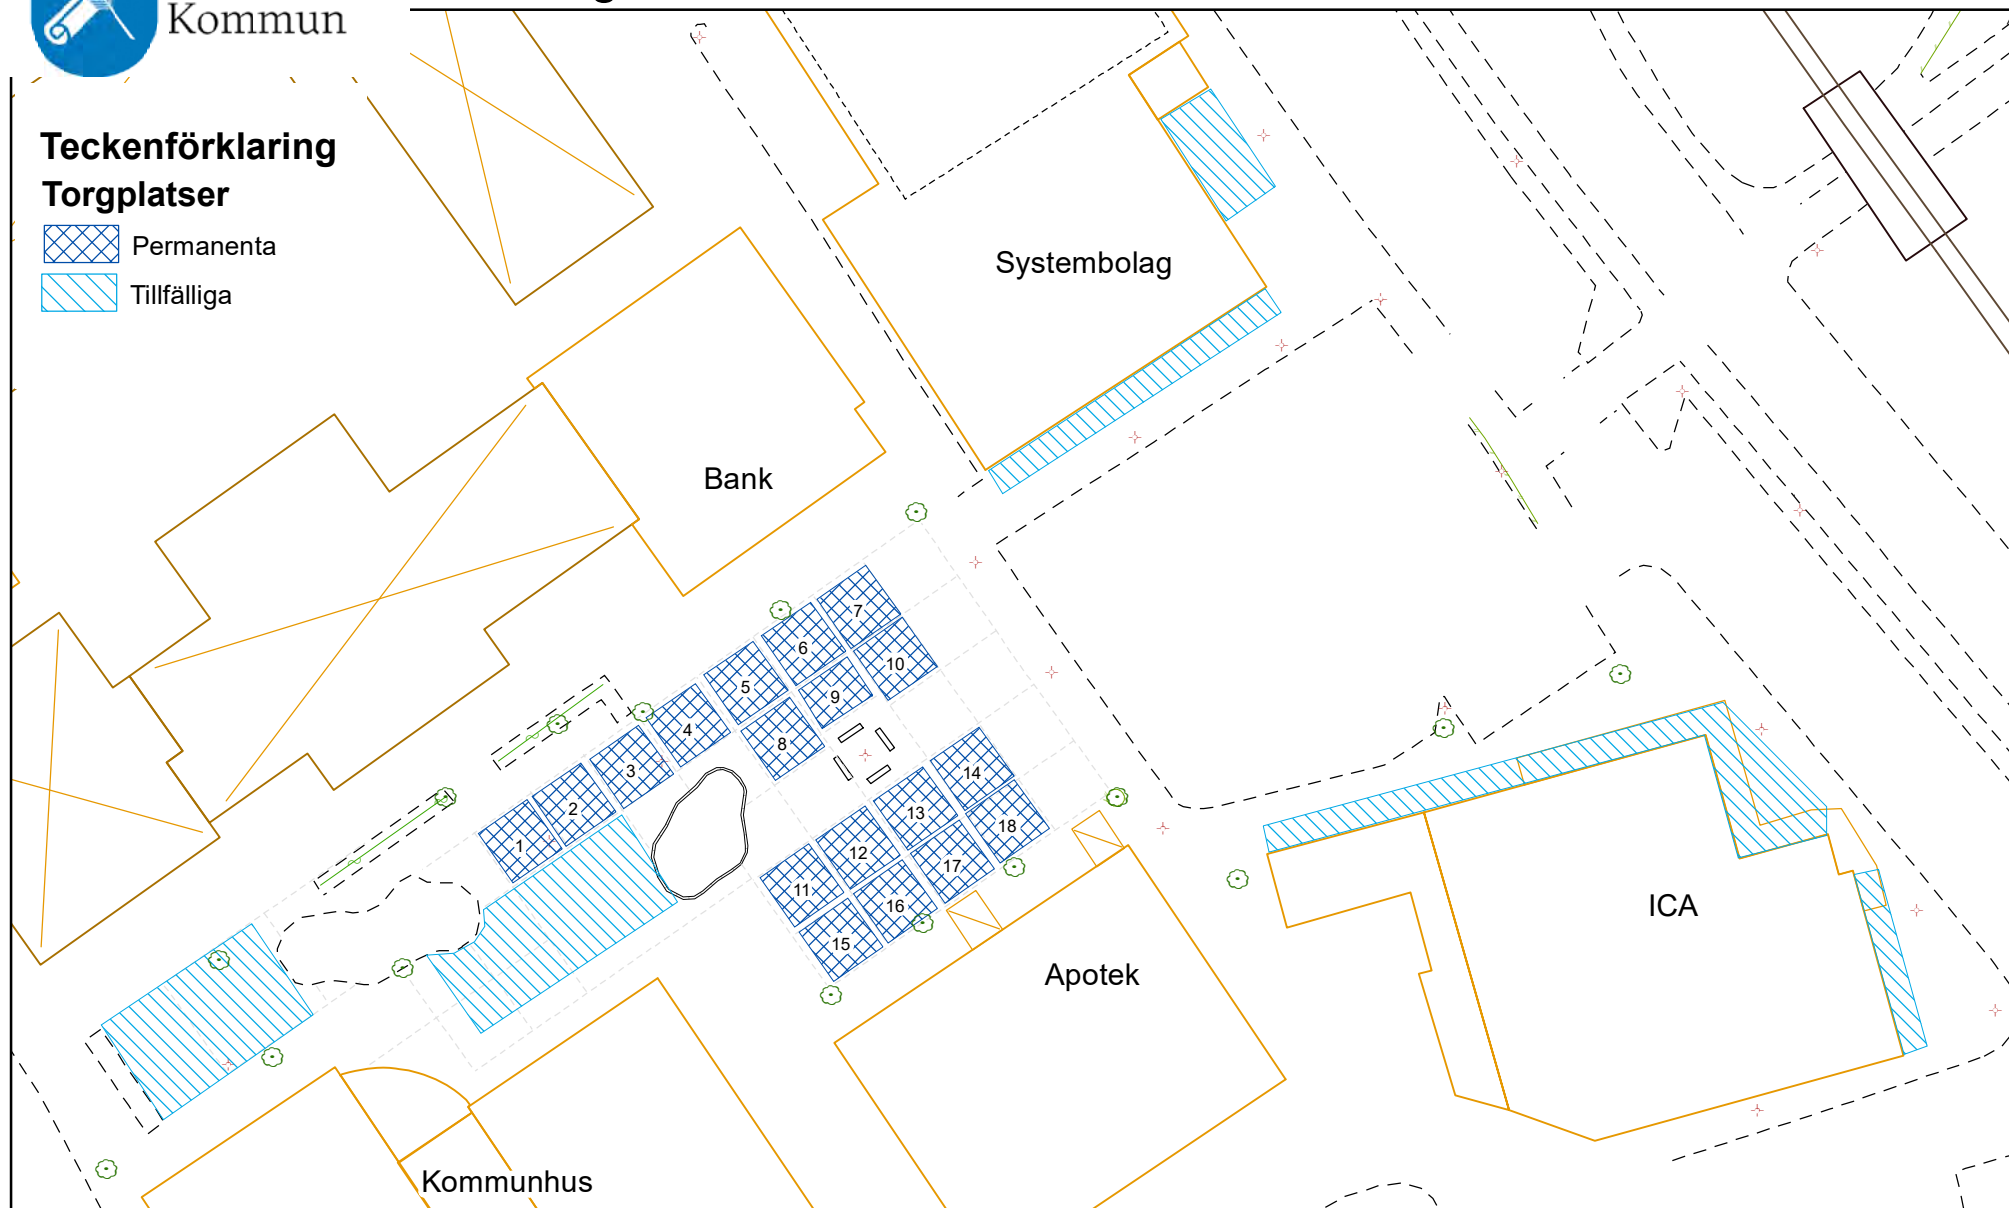 Kommun
Teckenförklaring
Torgplatser
Permanenta
Tillfälliga
Systembolag
Bank
7
6
10
5
9
4
8
3
14
2
13
18
1
12
17
11
16
15
ICA
Apotek
Kommunhus